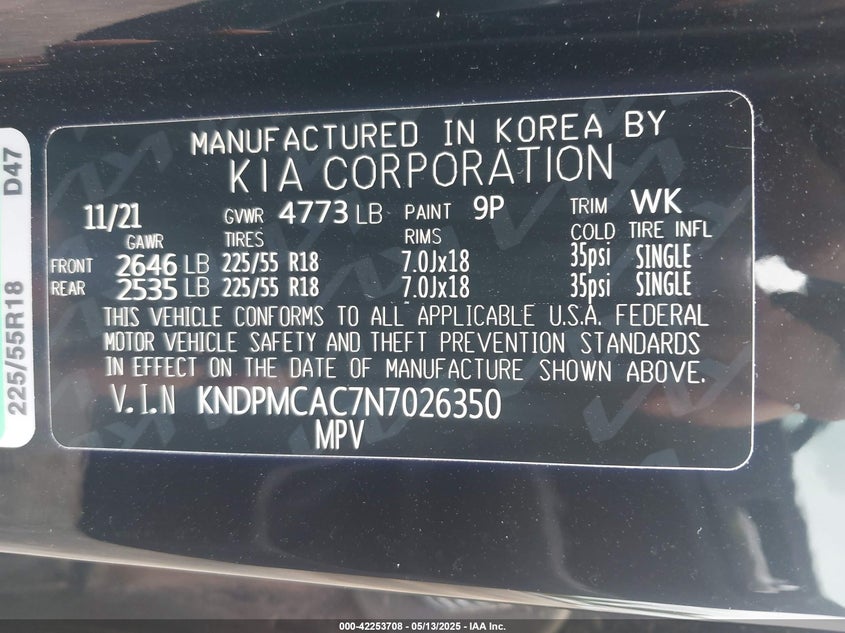 MANUFACTURED IN KOREA BY
KIA CORPORATION
11/21 GVWR 4773 LB PAINT 9P TRIM WK
GAWR TIRES RIMS COLD TIRE INFL
FRONT 2646 LB 225/55 R18 7.0Jx18 35psi SINGLE
REAR 2535 LB 225/55 R18 7.0Jx18 35psi SINGLE
THIS VEHICLE CONFORMS TO ALL APPLICABLE U.S.A. FEDERAL
MOTOR VEHICLE SAFETY AND THEFT PREVENTION STANDARDS
IN EFFECT ON THE DATE OF MANUFACTURE SHOWN ABOVE.
V.I.N KNDPMCAC7N7026350
MPV
225/55R18 D47
000-42253708 - 05/13/2025 - IAA Inc.